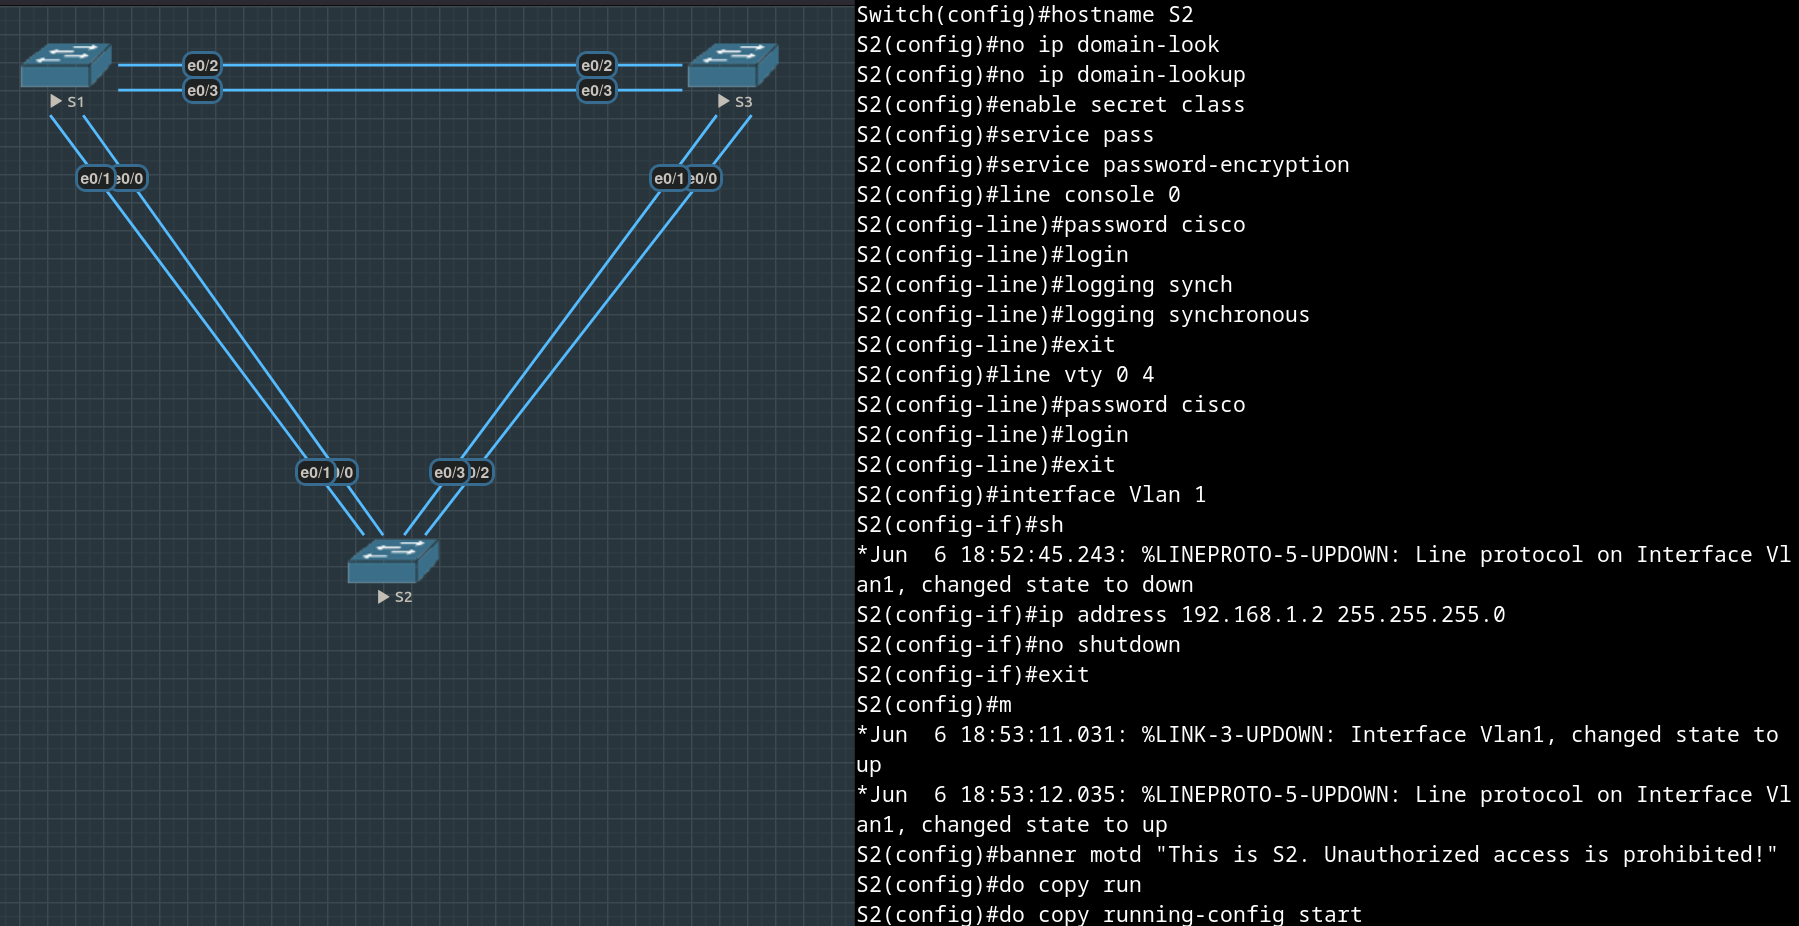 e0/2
e0/2
e0/3
e0/3
S1
S3
e0/1
e0/0
e0/1
e0/0
e0/1
/0
e0/3
0/2
S2
Switch(config)#hostname S2
S2(config)#no ip domain-look
S2(config)#no ip domain-lookup
S2(config)#enable secret class
S2(config)#service pass
S2(config)#service password-encryption
S2(config)#line console 0
S2(config-line)#password cisco
S2(config-line)#login
S2(config-line)#logging synch
S2(config-line)#logging synchronous
S2(config-line)#exit
S2(config)#line vty 0 4
S2(config-line)#password cisco
S2(config-line)#login
S2(config-line)#exit
S2(config)#interface Vlan 1
S2(config-if)#sh
*Jun  6 18:52:45.243: %LINEPROTO-5-UPDOWN: Line protocol on Interface Vl
an1, changed state to down
S2(config-if)#ip address 192.168.1.2 255.255.255.0
S2(config-if)#no shutdown
S2(config-if)#exit
S2(config)#m
*Jun  6 18:53:11.031: %LINK-3-UPDOWN: Interface Vlan1, changed state to
up
*Jun  6 18:53:12.035: %LINEPROTO-5-UPDOWN: Line protocol on Interface Vl
an1, changed state to up
S2(config)#banner motd "This is S2. Unauthorized access is prohibited!"
S2(config)#do copy run
S2(config)#do copy running-config start